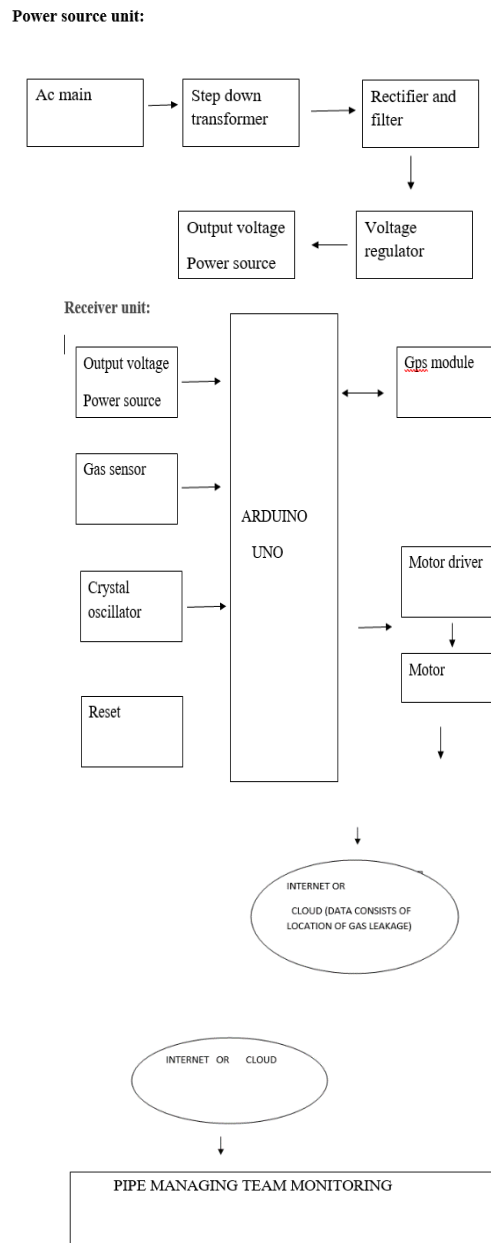 Power source unit:
Ac main
Step down
transformer
Rectifier and
filter
Output voltage
Power source
Voltage
regulator
Receiver unit:
Output voltage
Power source
Gps module
Gas sensor
ARDUINO
UNO
Motor driver
Crystal
oscillator
Motor
Reset
INTERNET OR
CLOUD (DATA CONSISTS OF
LOCATION OF GAS LEAKAGE)
INTERNET OR CLOUD
PIPE MANAGING TEAM MONITORING